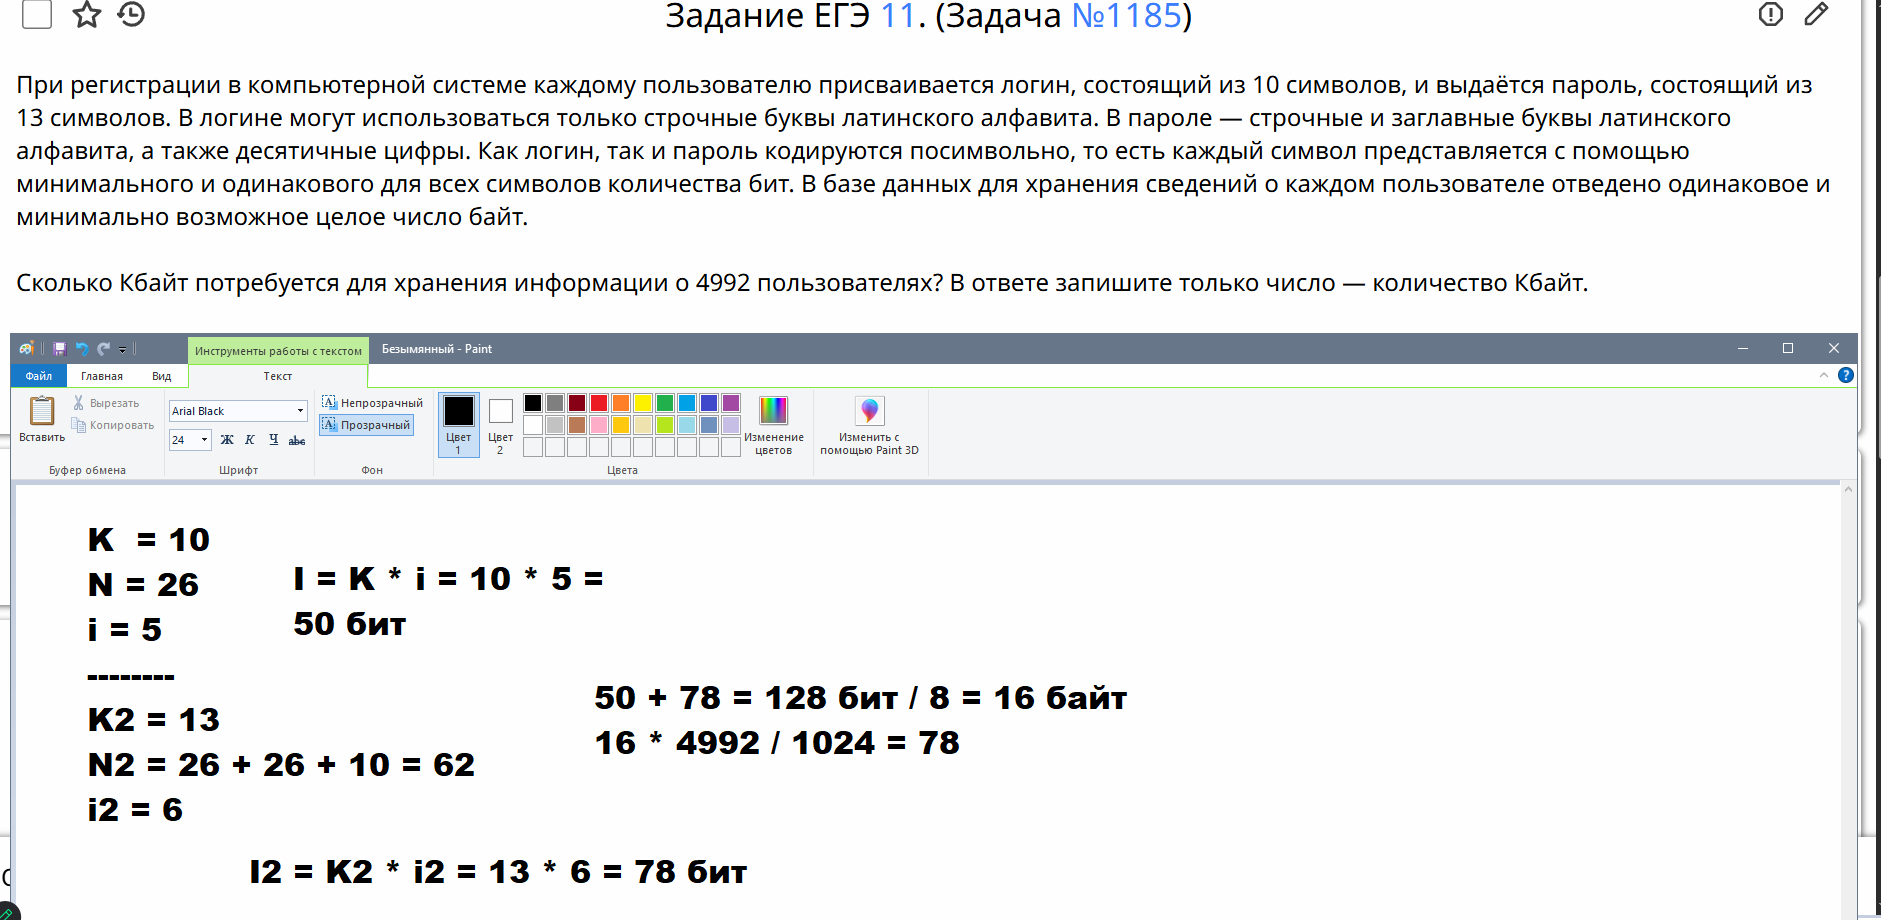 Задание ЕГЭ 11. (Задача №1185)
При регистрации в компьютерной системе каждому пользователю присваивается логин, состоящий из 10 символов, и выдаётся пароль, состоящий из
13 символов. В логине могут использоваться только строчные буквы латинского алфавита. В пароле — строчные и заглавные буквы латинского
алфавита, а также десятичные цифры. Как логин, так и пароль кодируются посимвольно, то есть каждый символ представляется с помощью
минимального и одинакового для всех символов количества бит. В базе данных для хранения сведений о каждом пользователе отведено одинаковое и
минимально возможное целое число байт.
Сколько Кбайт потребуется для хранения информации о 4992 пользователях? В ответе запишите только число — количество Кбайт.
Инструменты работы с текстом
Безымянный - Paint
Файл
Главная
Вид
Текст
Вставить
Вырезать
Копировать
Буфер обмена
Arial Black
24
Ж К Ч abc
Шрифт
Непрозрачный
Прозрачный
Фон
Цвет
1
Цвет
2
Изменение
цветов
Цвета
Изменить с
помощью Paint 3D
K = 10
N = 26
i = 5
--------
K2 = 13
N2 = 26 + 26 + 10 = 62
i2 = 6
I = K * i = 10 * 5 =
50 бит
50 + 78 = 128 бит / 8 = 16 байт
16 * 4992 / 1024 = 78
I2 = K2 * i2 = 13 * 6 = 78 бит